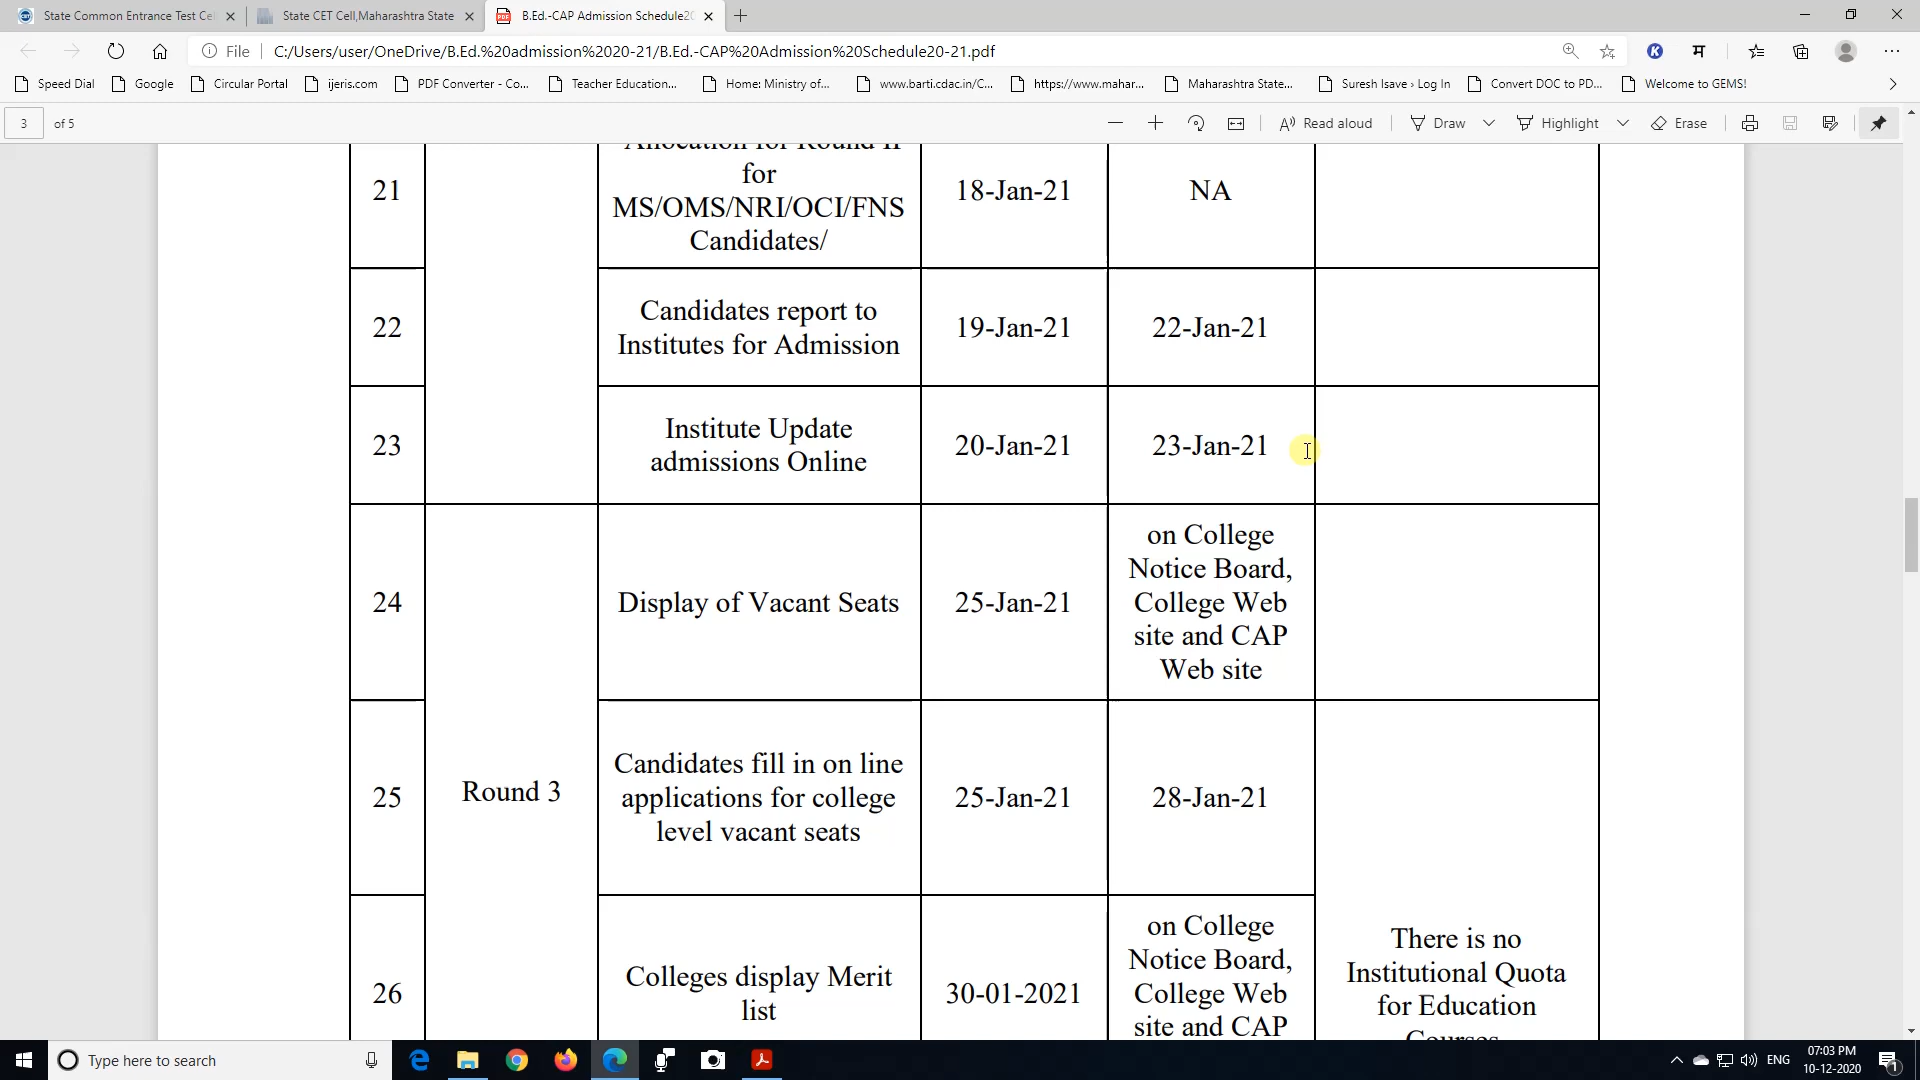 State Common Entrance Test Cel
State CET Cell,Maharashtra State
B.Ed.-CAP Admission Schedule20
File
C:/Users/user/OneDrive/B.Ed.%20admission%2020-21/B.Ed.-CAP%20Admission%20Schedule20-21.pdf
K
म
Speed Dial
Google
Circular Portal
ijeris.com
PDF Converter - Co...
Teacher Education...
Home: Ministry of...
www.barti.cdac.in/C...
https://www.mahar...
Maharashtra State...
Suresh Isave › Log In
Convert DOC to PD...
Welcome to GEMS!
3
of 5
Read aloud
Draw
Highlight
Erase
21
Allocation for Round II
for
MS/OMS/NRI/OCI/FNS
Candidates/
18-Jan-21
NA
22
Candidates report to
Institutes for Admission
19-Jan-21
22-Jan-21
23
Institute Update
admissions Online
20-Jan-21
23-Jan-21
24
Display of Vacant Seats
25-Jan-21
on College
Notice Board,
College Web
site and CAP
Web site
Round 3
25
Candidates fill in on line
applications for college
level vacant seats
25-Jan-21
28-Jan-21
26
Colleges display Merit
list
30-01-2021
on College
Notice Board,
College Web
site and CAP
There is no
Institutional Quota
for Education
Courses
Type here to search
ENG
07:03 PM
10-12-2020
1